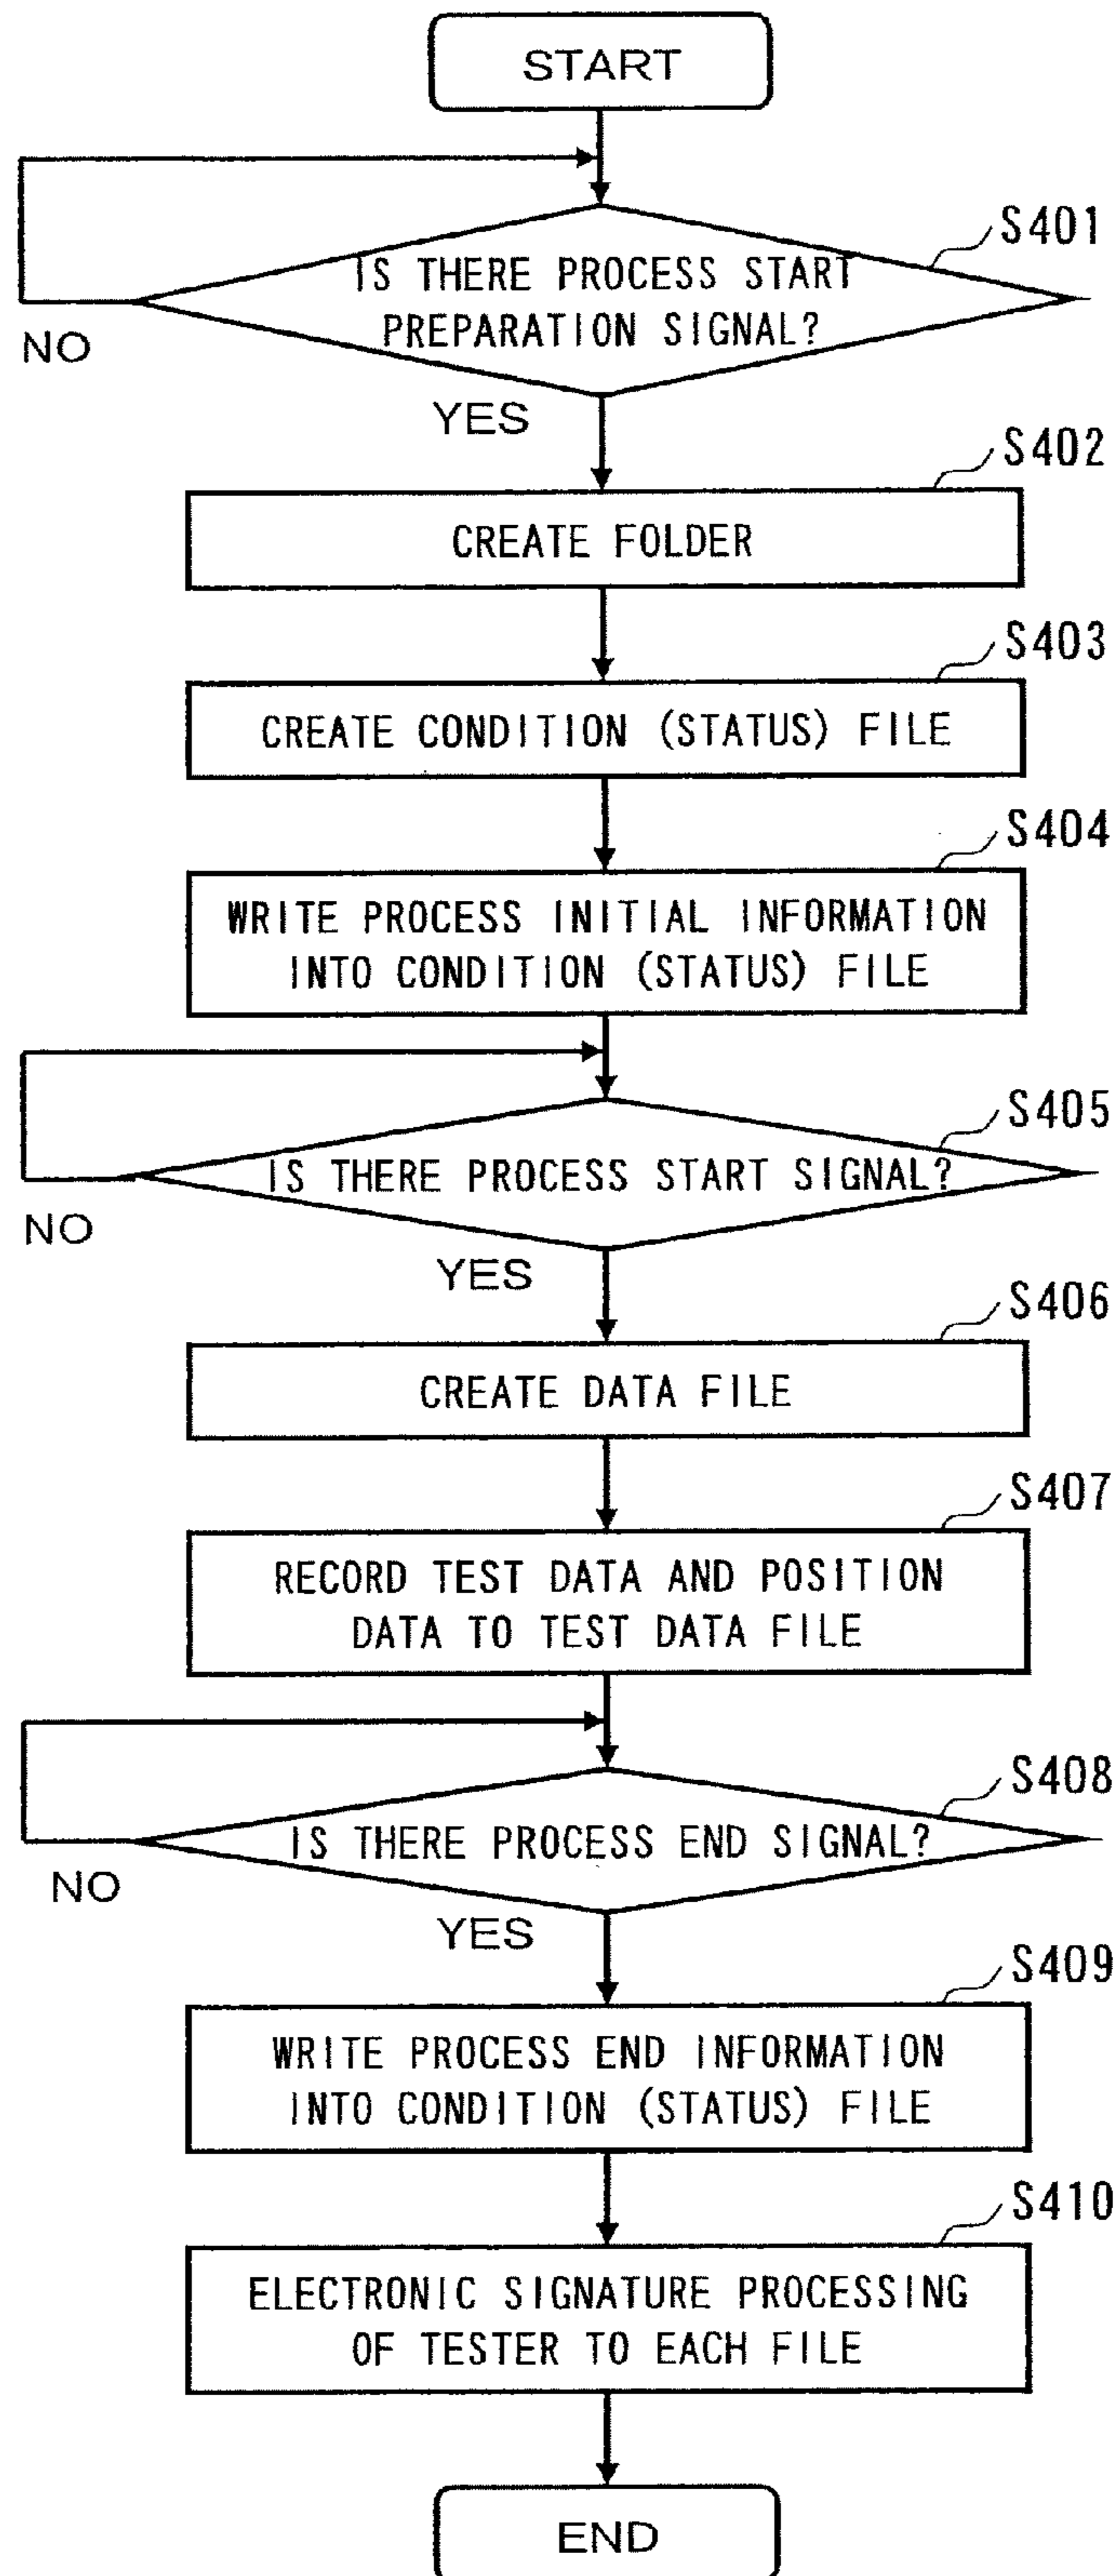 START
S401
IS THERE PROCESS START
PREPARATION SIGNAL?
NO
YES
S402
CREATE FOLDER
S403
CREATE CONDITION (STATUS) FILE
S404
WRITE PROCESS INITIAL INFORMATION
INTO CONDITION (STATUS) FILE
S405
IS THERE PROCESS START SIGNAL?
NO
YES
S406
CREATE DATA FILE
S407
RECORD TEST DATA AND POSITION
DATA TO TEST DATA FILE
S408
IS THERE PROCESS END SIGNAL?
NO
YES
S409
WRITE PROCESS END INFORMATION
INTO CONDITION (STATUS) FILE
S410
ELECTRONIC SIGNATURE PROCESSING
OF TESTER TO EACH FILE
END